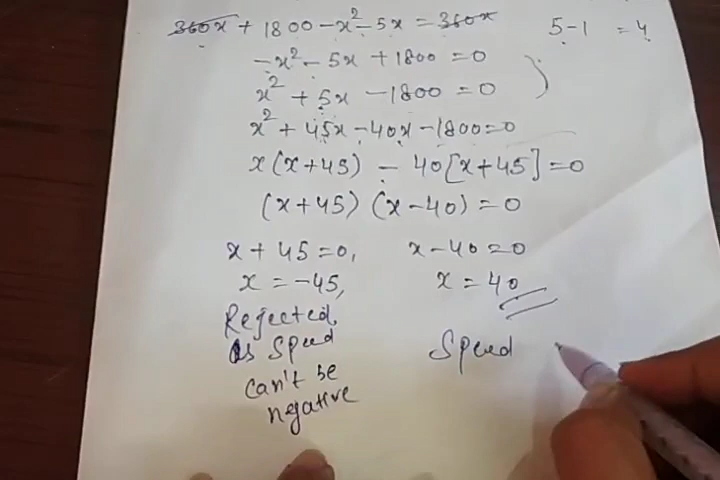 360x + 1800 - x² - 5x = 360x
5-1 = 4
-x² - 5x + 1800 = 0
x² + 5x - 1800 = 0
x² + 45x - 40x - 1800 = 0
x(x+45) - 40[x+45] = 0
(x+45) (x-40) = 0
x + 45 = 0, x - 40 = 0
x = -45, x = 40
Rejected
as Speed
can't be
negative
Speed